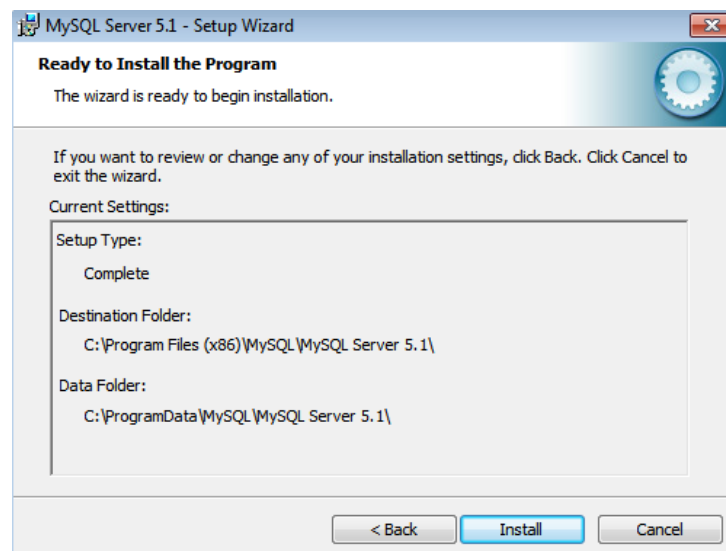 MySQL Server 5.1 - Setup Wizard
Ready to Install the Program
The wizard is ready to begin installation.
If you want to review or change any of your installation settings, click Back. Click Cancel to
exit the wizard.
Current Settings:
Setup Type:
Complete
Destination Folder:
C:\Program Files (x86)\MySQL\MySQL Server 5.1\
Data Folder:
C:\ProgramData\MySQL\MySQL Server 5.1\
< Back Install Cancel